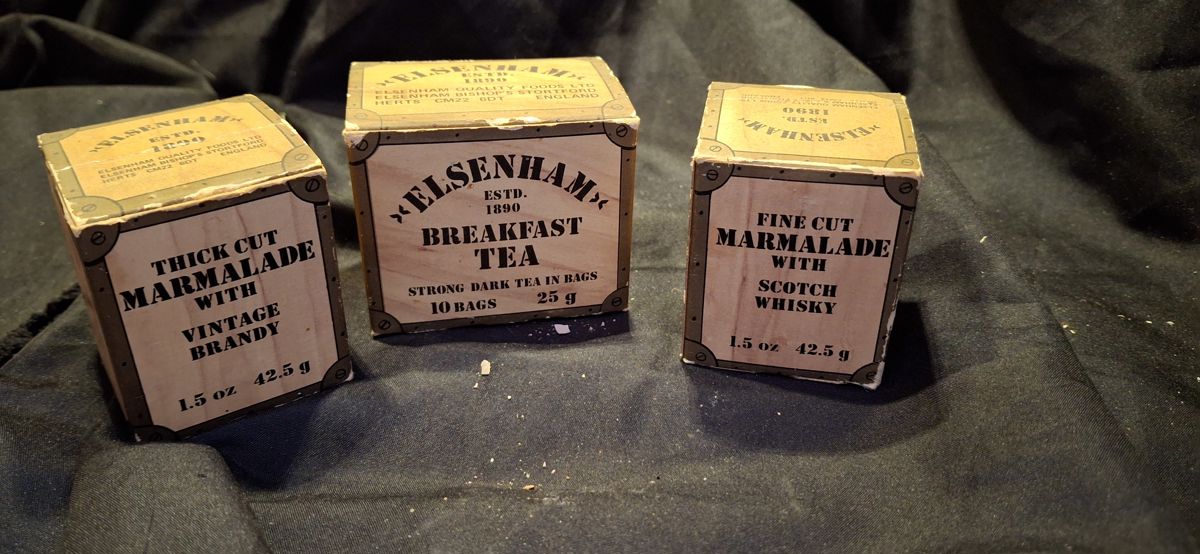 ELSENHAM
ESTD.
1890
ELSENHAM QUALITY FOODS LTD
ELSENHAM BISHOP'S STORTFORD
HERTS CM22 6DT ENGLAND
THICK CUT
MARMALADE
WITH
VINTAGE
BRANDY
1.5 oz 42.5 g
ELSENHAM
ESTD.
1890
ELSENHAM QUALITY FOODS LTD
ELSENHAM BISHOP'S STORTFORD
HERTS CM22 6DT ENGLAND
ELSENHAM
ESTD.
1890
BREAKFAST
TEA
STRONG DARK TEA IN BAGS
10 BAGS 25 g
ELSENHAM
ESTD.
1890
FINE CUT
MARMALADE
WITH
SCOTCH
WHISKY
1.5 oz 42.5 g